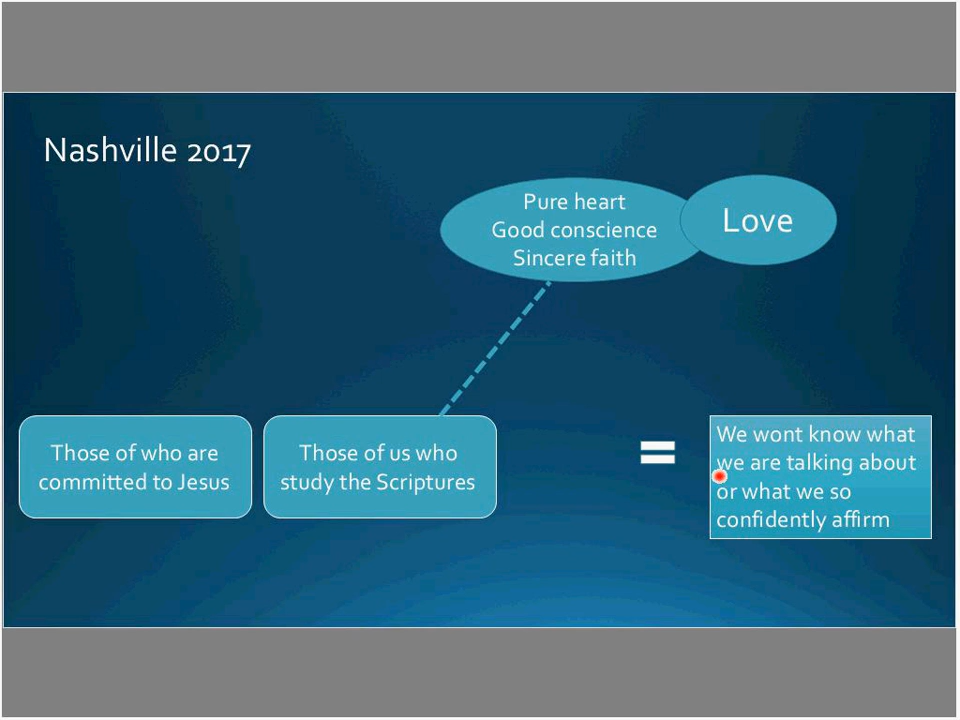 Nashville 2017
Pure heart
Good conscience
Sincere faith
Love
Those of who are
committed to Jesus
Those of us who
study the Scriptures
=
We wont know what
we are talking about
or what we so
confidently affirm